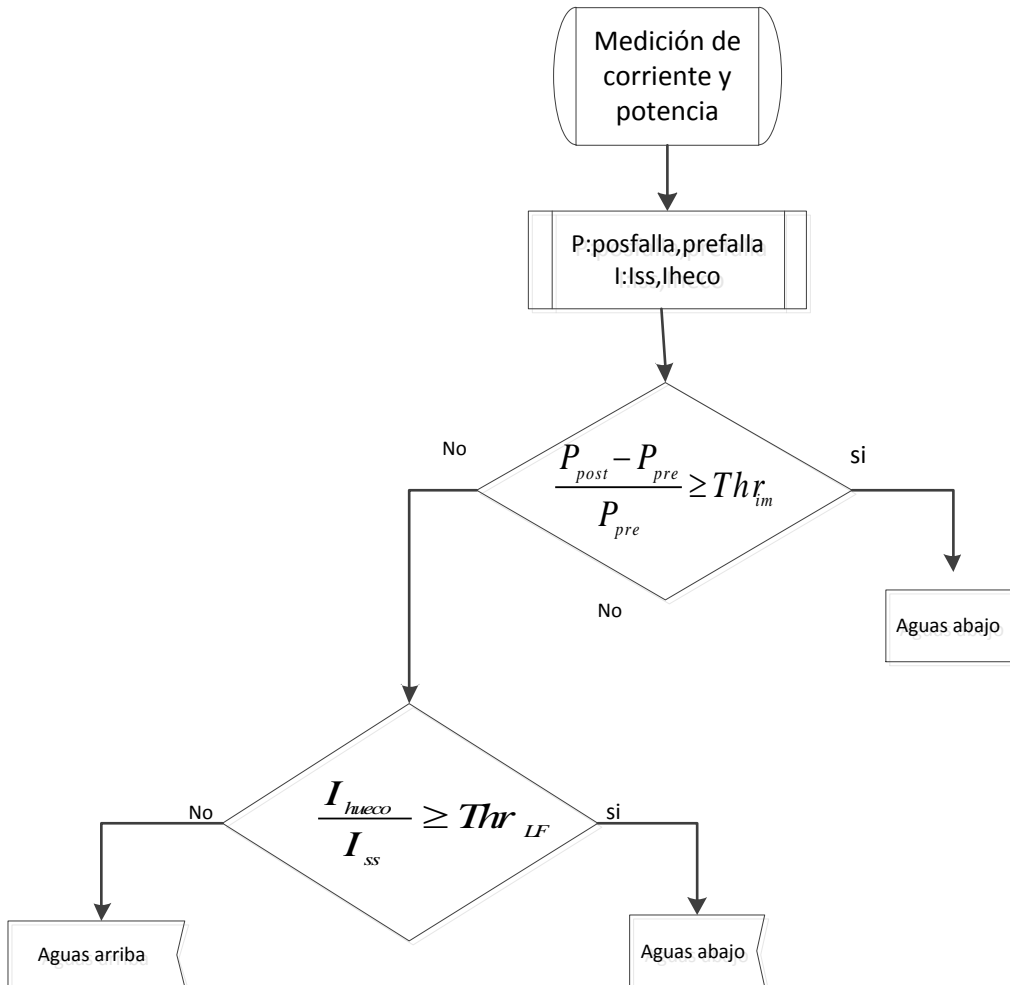 Medición de
corriente y
potencia
P:posfalla,prefalla
I:Iss,Iheco
No
si
P_post − P_pre / P_pre ≥ Thr_im
No
Aguas abajo
No
si
I_hueco / I_ss ≥ Thr_LF
Aguas arriba
Aguas abajo